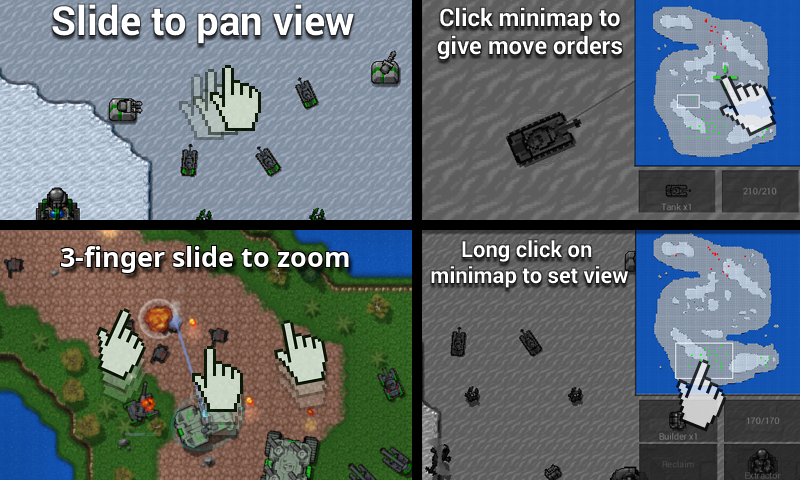 Slide to pan view
Click minimap to
give move orders
Tank x1
210/210
3-finger slide to zoom
Long click on
minimap to set view
Builder x1
170/170
Reclaim
Extractor